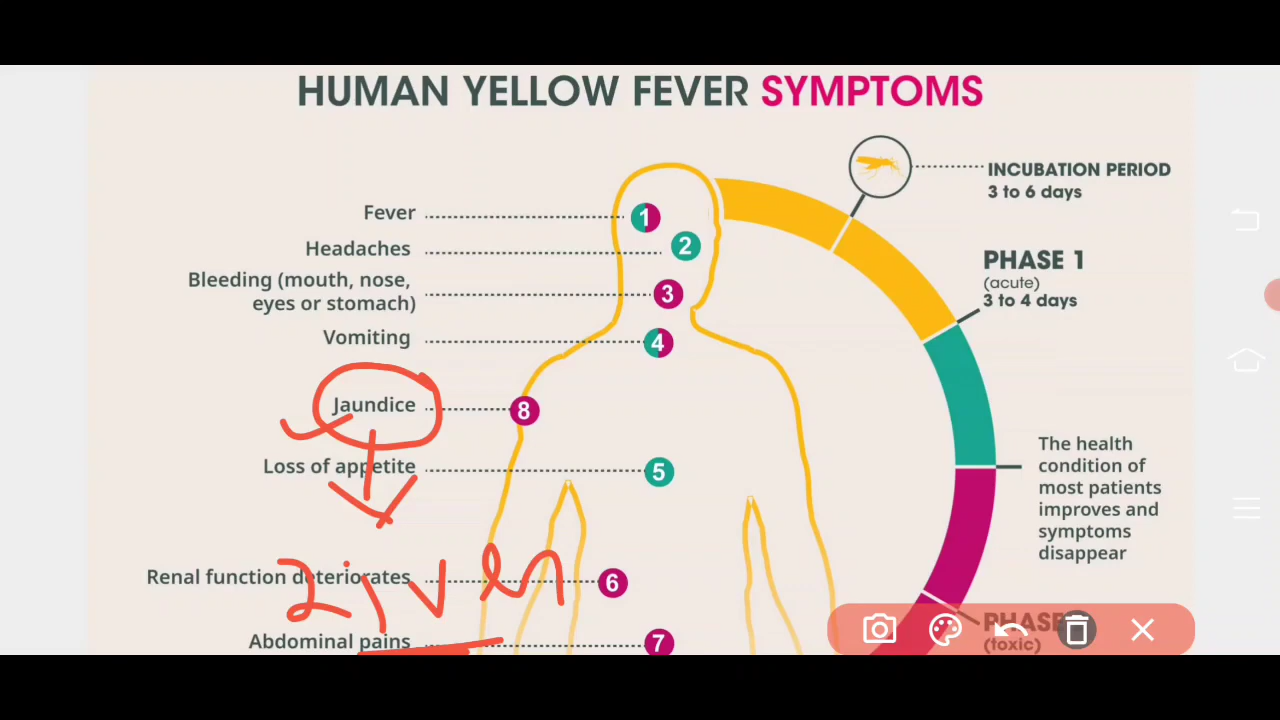 HUMAN YELLOW FEVER SYMPTOMS
Fever
1
Headaches
2
Bleeding (mouth, nose,
eyes or stomach)
3
Vomiting
4
Jaundice
8
Loss of appetite
5
Renal function deteriorates
6
Abdominal pains
7
Liver
INCUBATION PERIOD
3 to 6 days
PHASE 1
(acute)
3 to 4 days
The health
condition of
most patients
improves and
symptoms
disappear
PHASE
(toxic)